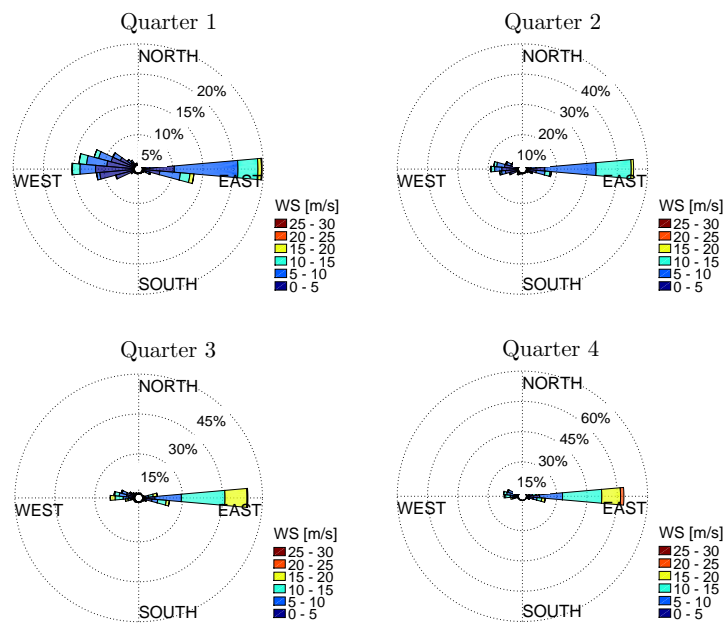 Quarter 1
NORTH
20%
15%
10%
5%
WEST
EAST
SOUTH
WS [m/s]
25 - 30
20 - 25
15 - 20
10 - 15
5 - 10
0 - 5
Quarter 2
NORTH
40%
30%
20%
10%
WEST
EAST
SOUTH
WS [m/s]
25 - 30
20 - 25
15 - 20
10 - 15
5 - 10
0 - 5
Quarter 3
NORTH
45%
30%
15%
WEST
EAST
SOUTH
WS [m/s]
25 - 30
20 - 25
15 - 20
10 - 15
5 - 10
0 - 5
Quarter 4
NORTH
60%
45%
30%
15%
WEST
EAST
SOUTH
WS [m/s]
25 - 30
20 - 25
15 - 20
10 - 15
5 - 10
0 - 5